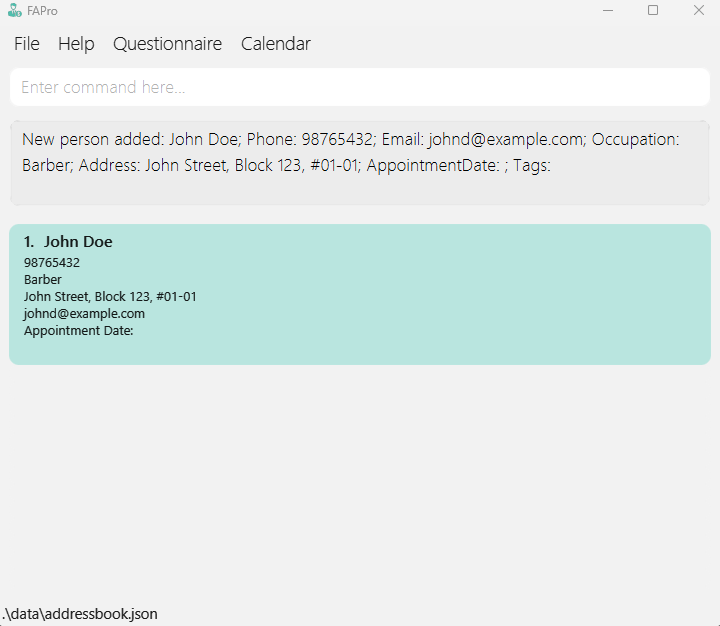 FAPro
File Help Questionnaire Calendar
Enter command here...
New person added: John Doe; Phone: 98765432; Email: johnd@example.com; Occupation:
Barber; Address: John Street, Block 123, #01-01; AppointmentDate: ; Tags:
1. John Doe
98765432
Barber
John Street, Block 123, #01-01
johnd@example.com
Appointment Date:
.\data\addressbook.json